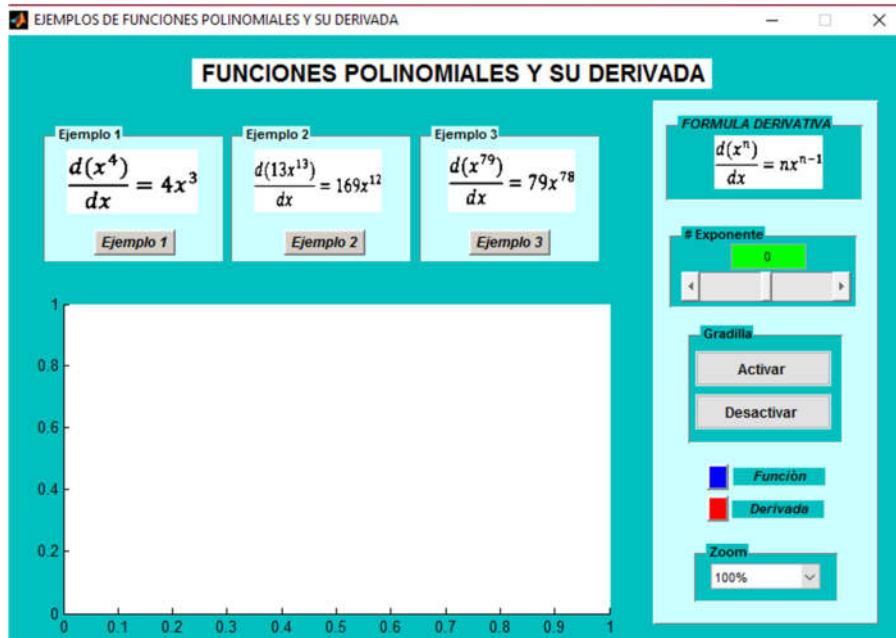 EJEMPLOS DE FUNCIONES POLINOMIALES Y SU DERIVADA
FUNCIONES POLINOMIALES Y SU DERIVADA
Ejemplo 1
d(x⁴)/dx = 4x³
Ejemplo 1
Ejemplo 2
d(13x¹³)/dx = 169x¹²
Ejemplo 2
Ejemplo 3
d(x⁷⁹)/dx = 79x⁷⁸
Ejemplo 3
FORMULA DERIVATIVA
d(xⁿ)/dx = nxⁿ⁻¹
# Exponente
0
Gradilla
Activar
Desactivar
Funciòn
Derivada
Zoom
100%
1
0.8
0.6
0.4
0.2
0
0 0.1 0.2 0.3 0.4 0.5 0.6 0.7 0.8 0.9 1